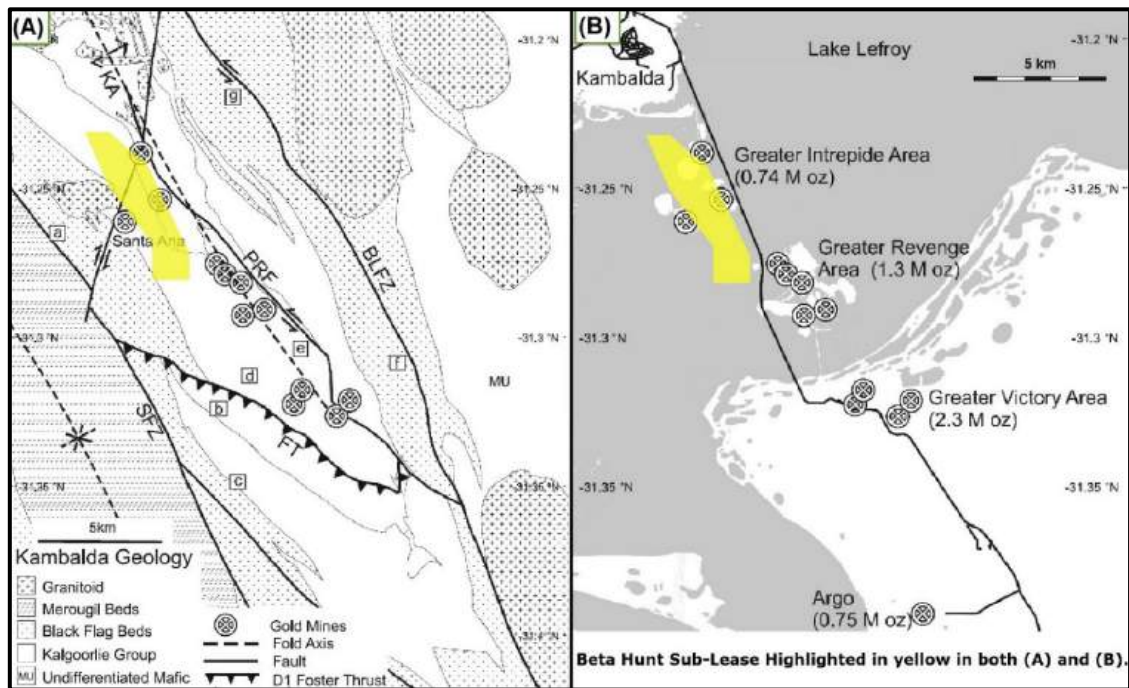 (A)
KA
g
-31.25 °N
a
Santa Ana
PRF
BLFZ
-31.3 °N
e
f
MU
d
b
SFZ
FT
c
-31.35 °N
5km
Kambalda Geology
Granitoid
Merougil Beds
Black Flag Beds
Kalgoorlie Group
MU Undifferentiated Mafic
Gold Mines
Fold Axis
Fault
D1 Foster Thrust
(B)
Lake Lefroy
-31.2 °N
Kambalda
5 km
Greater Intrepide Area
(0.74 M oz)
-31.25 °N
-31.25 °N
Greater Revenge
Area (1.3 M oz)
-31.3 °N
-31.3 °N
Greater Victory Area
(2.3 M oz)
-31.35 °N
-31.35 °N
Argo
(0.75 M oz)
Beta Hunt Sub-Lease Highlighted in yellow in both (A) and (B).